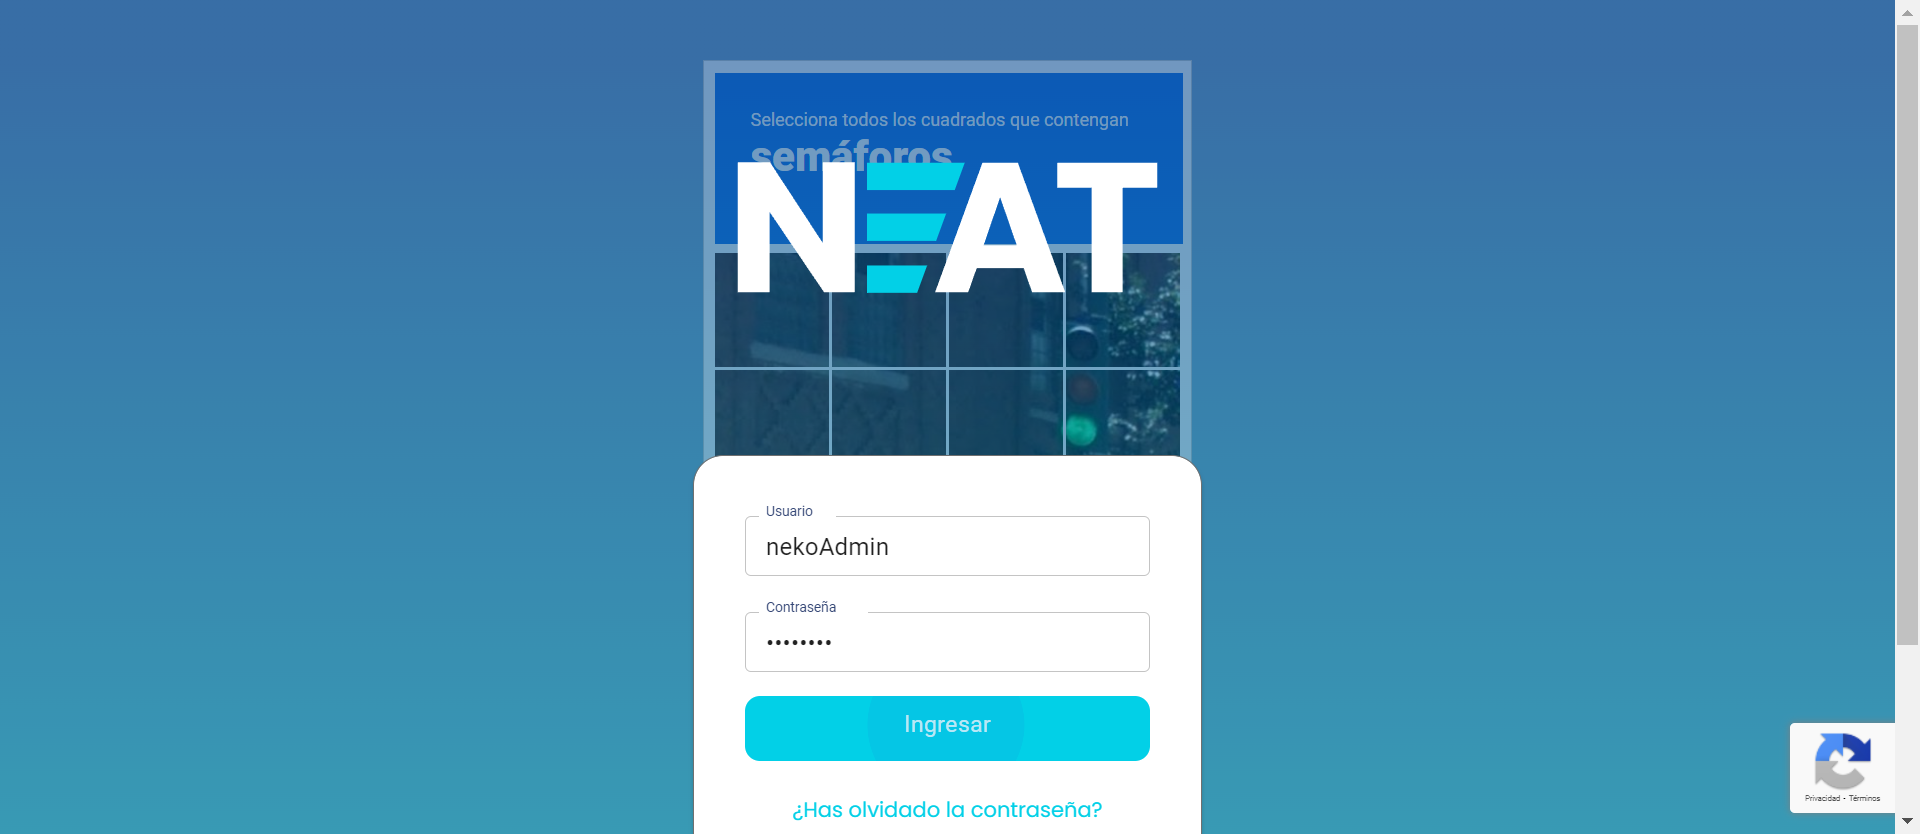 Selecciona todos los cuadrados que contengan
semáforos
NEAT
Usuario
nekoAdmin
Contraseña
••••••••
Ingresar
¿Has olvidado la contraseña?
Privacidad - Términos